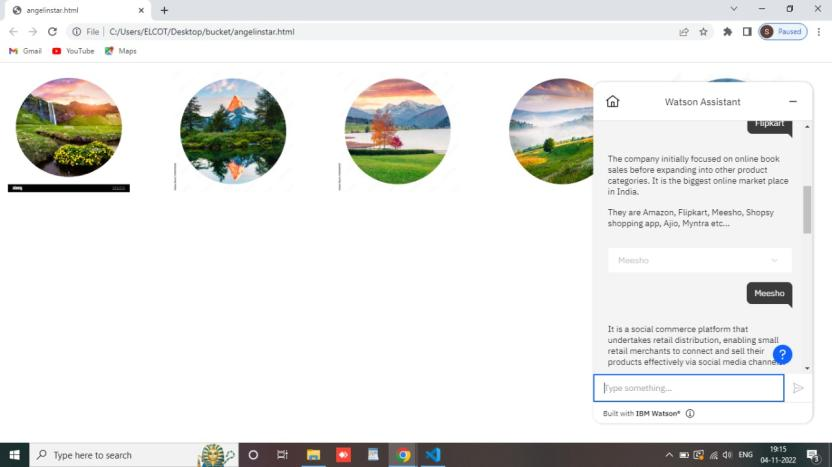 angelinstar.html
File
C:/Users/ELCOT/Desktop/bucket/angelinstar.html
S
Paused
Gmail
YouTube
Maps
Watson Assistant
Flipkart
The company initially focused on online book
sales before expanding into other product
categories. It is the biggest online market place
in India.
They are Amazon, Flipkart, Meesho, Shopsy
shopping app, Ajio, Myntra etc...
Meesho
Meesho
It is a social commerce platform that
undertakes retail distribution, enabling small
retail merchants to connect and sell their
products effectively via social media channels.
?
Type something...
Built with IBM Watson®
Type here to search
ENG
19:15
04-11-2022
3